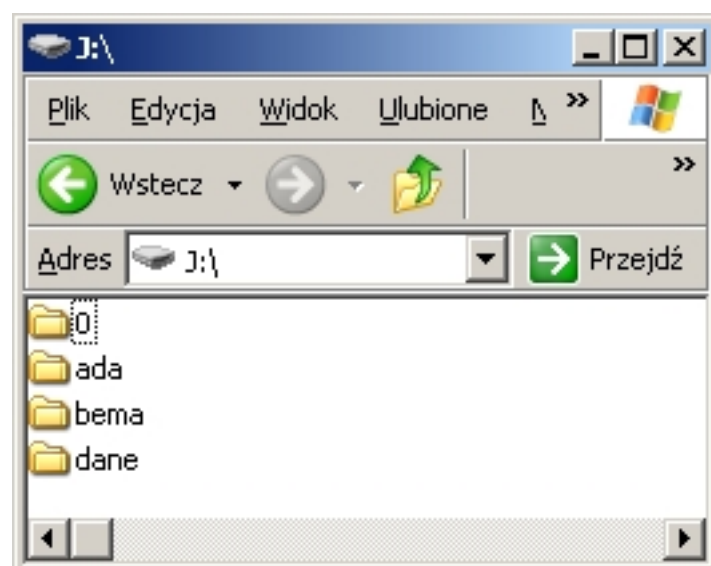 J:\
Plik Edycja Widok Ulubione »
Wstecz »
Adres J:\ Przejdź
0
ada
bema
dane